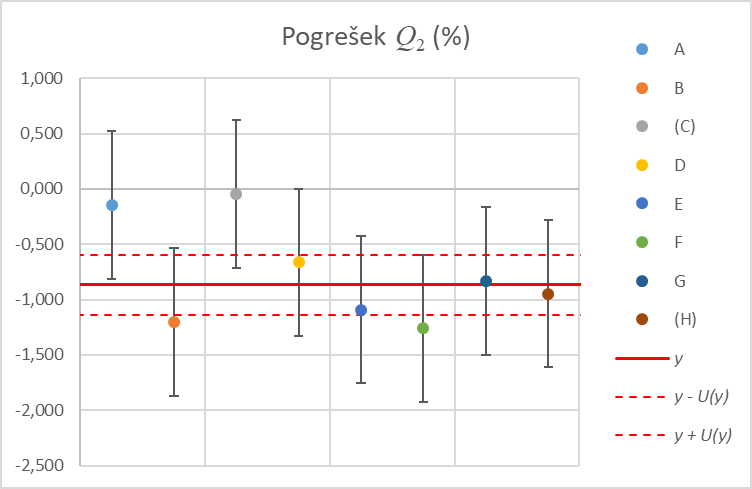 Pogrešek Q₂ (%)
1,000
0,500
0,000
-0,500
-1,000
-1,500
-2,000
-2,500
A
B
(C)
D
E
F
G
(H)
y
y - U(y)
y + U(y)